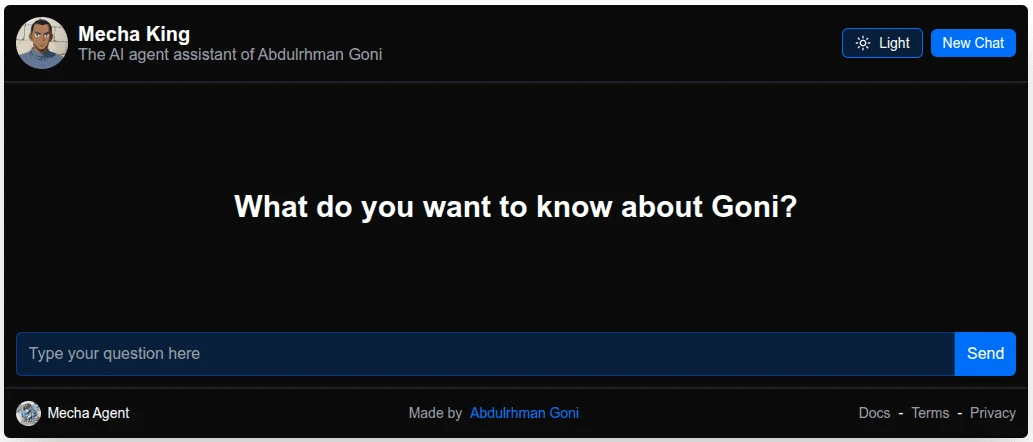 Mecha King
The AI agent assistant of Abdulrhman Goni
Light
New Chat
What do you want to know about Goni?
Type your question here
Send
Mecha Agent
Made by Abdulrhman Goni
Docs - Terms - Privacy